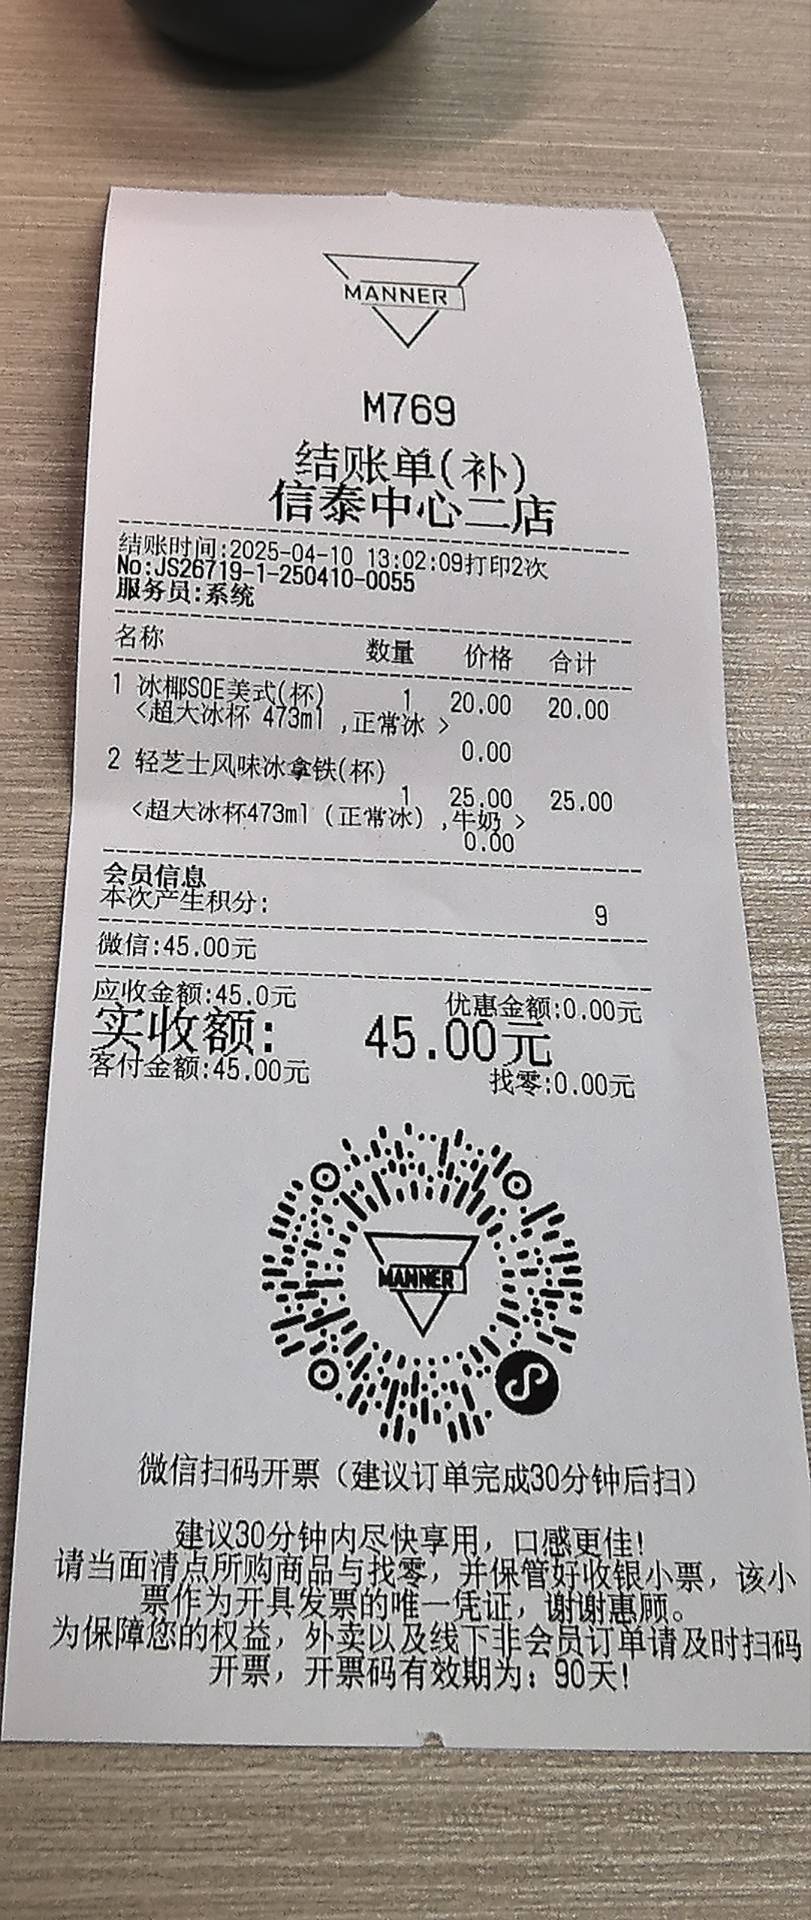 MANNER
M769
结账单(补)
信泰中心二店
结账时间:2025-04-10 13:02:09打印2次
No:JS26719-1-250410-0055
服务员:系统
名称 数量 价格 合计
1 冰椰SOE美式(杯) 1 20.00 20.00
<超大冰杯 473ml ,正常冰 >
0.00
2 轻芝士风味冰拿铁(杯)
1 25.00 25.00
<超大冰杯473ml (正常冰) ,牛奶 >
0.00
会员信息
本次产生积分: 9
微信:45.00元
应收金额:45.0元 优惠金额:0.00元
实收额: 45.00元
客付金额:45.00元 找零:0.00元
MANNER
微信扫码开票（建议订单完成30分钟后扫）
建议30分钟内尽快享用，口感更佳!
请当面清点所购商品与找零，并保管好收银小票，该小
票作为开具发票的唯一凭证，谢谢惠顾。
为保障您的权益，外卖以及线下非会员订单请及时扫码
开票，开票码有效期为：90天!